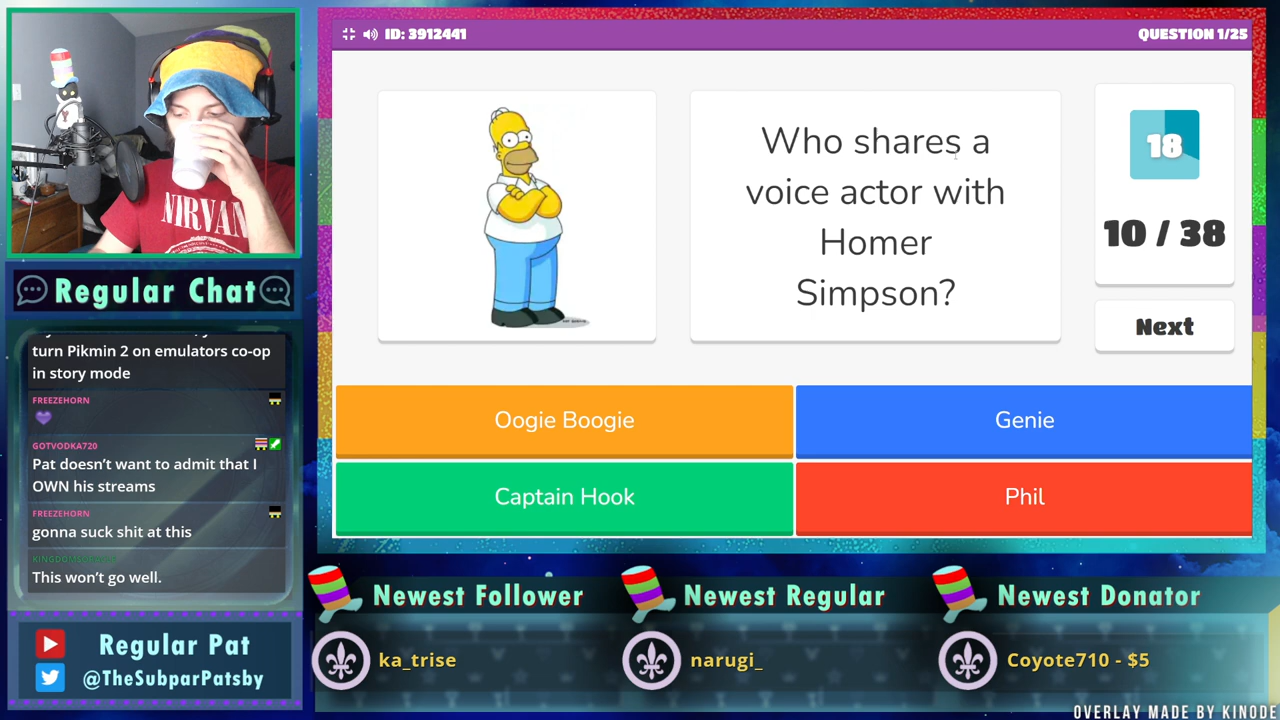 ID: 3912441
QUESTION 1/25
Who shares a
voice actor with
Homer
Simpson?
18
10 / 38
Next
Oogie Boogie
Genie
Captain Hook
Phil
NIRVAN
Regular Chat
turn Pikmin 2 on emulators co-op
in story mode
FREEZEHORN
GOTVODKA720
Pat doesn't want to admit that I
OWN his streams
FREEZEHORN
gonna suck shit at this
This won't go well.
Regular Pat
@TheSubparPatsby
Newest Follower
ka_trise
Newest Regular
narugi_
Newest Donator
Coyote710 - $5
OVERLAY MADE BY KINODE